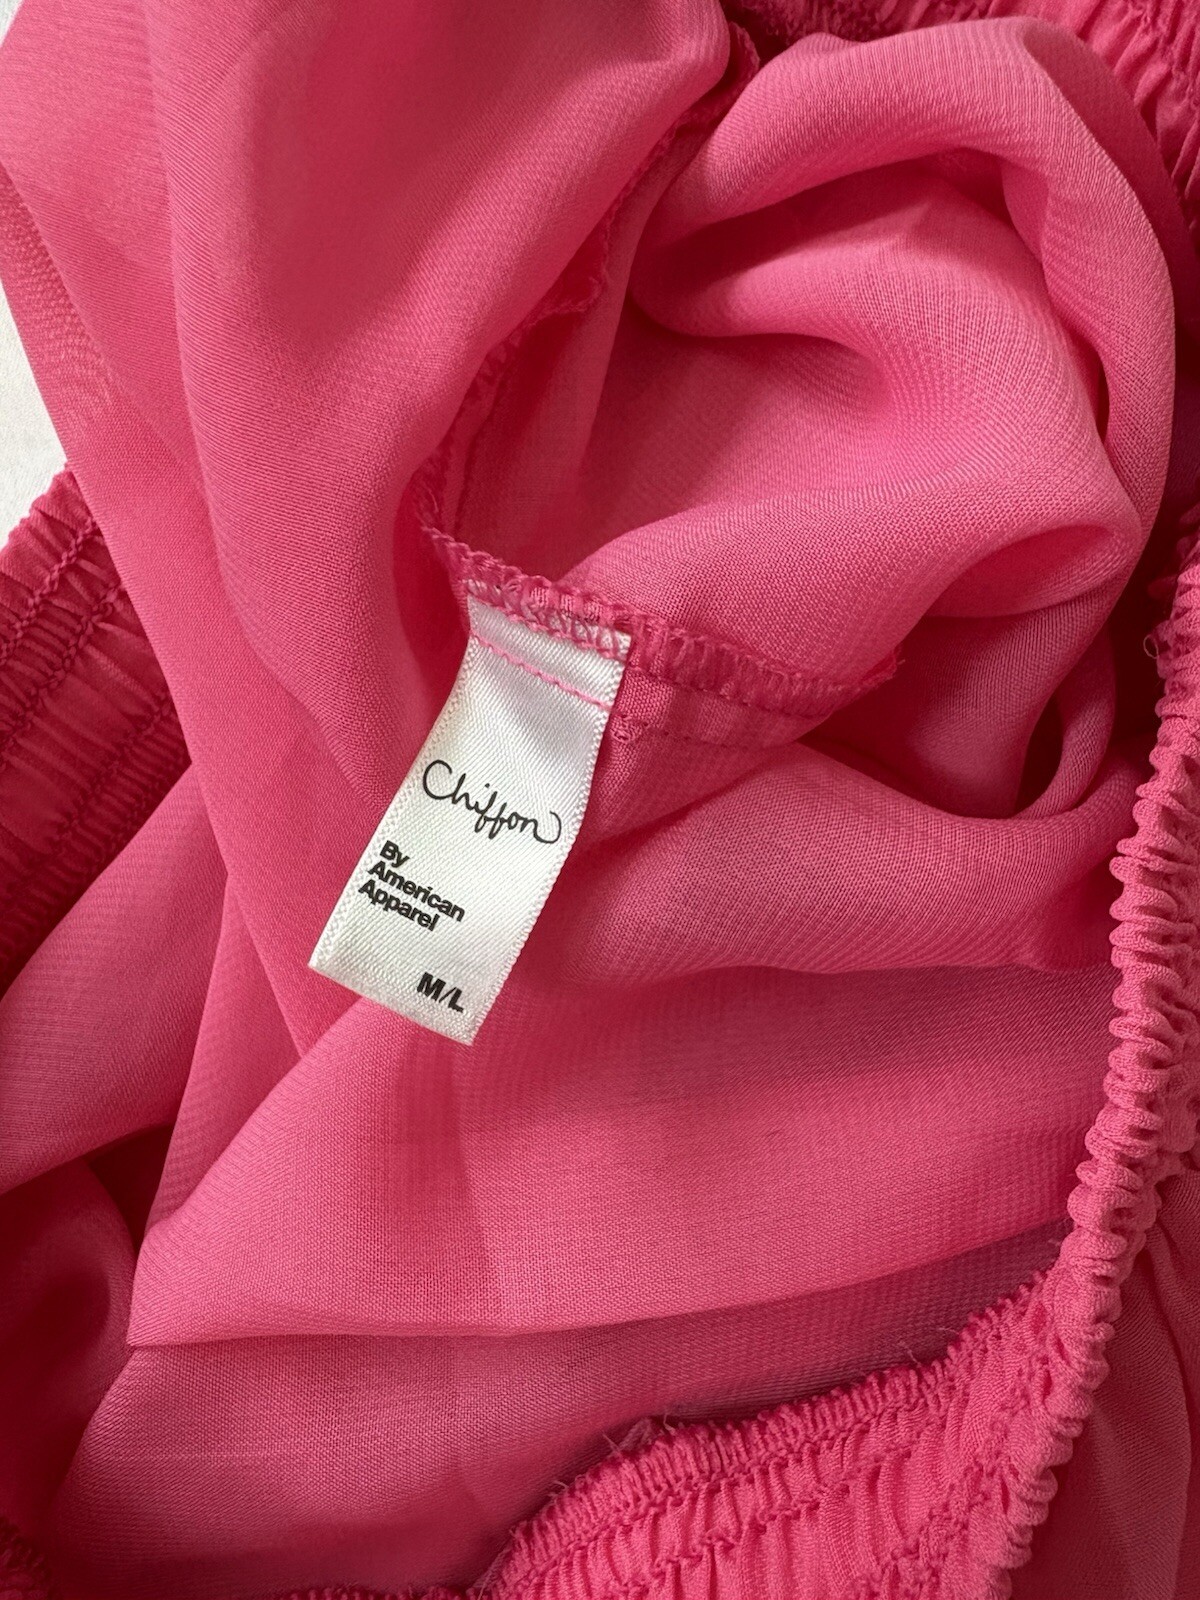 Chiffon
By
American
Apparel
M/L